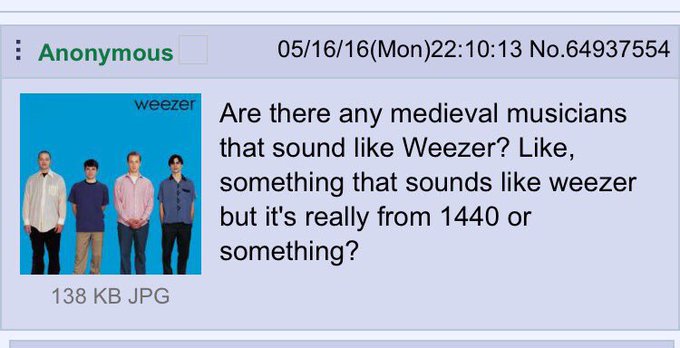 Anonymous 05/16/16(Mon)22:10:13 No.64937554
weezer
Are there any medieval musicians
that sound like Weezer? Like,
something that sounds like weezer
but it's really from 1440 or
something?
138 KB JPG